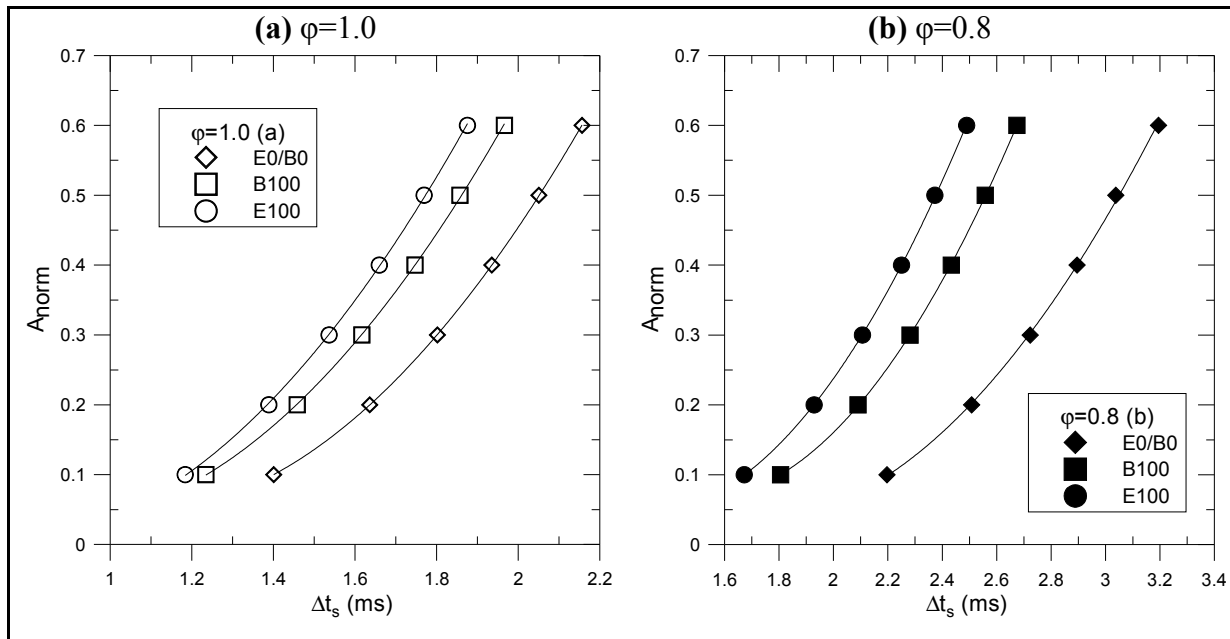 (a) φ=1.0
0.7
0.6
0.5
0.4
0.3
0.2
0.1
0
Anorm
φ=1.0 (a)
E0/B0
B100
E100
1 1.2 1.4 1.6 1.8 2 2.2
Δts (ms)
(b) φ=0.8
0.7
0.6
0.5
0.4
0.3
0.2
0.1
0
Anorm
φ=0.8 (b)
E0/B0
B100
E100
1.6 1.8 2 2.2 2.4 2.6 2.8 3 3.2 3.4
Δts (ms)